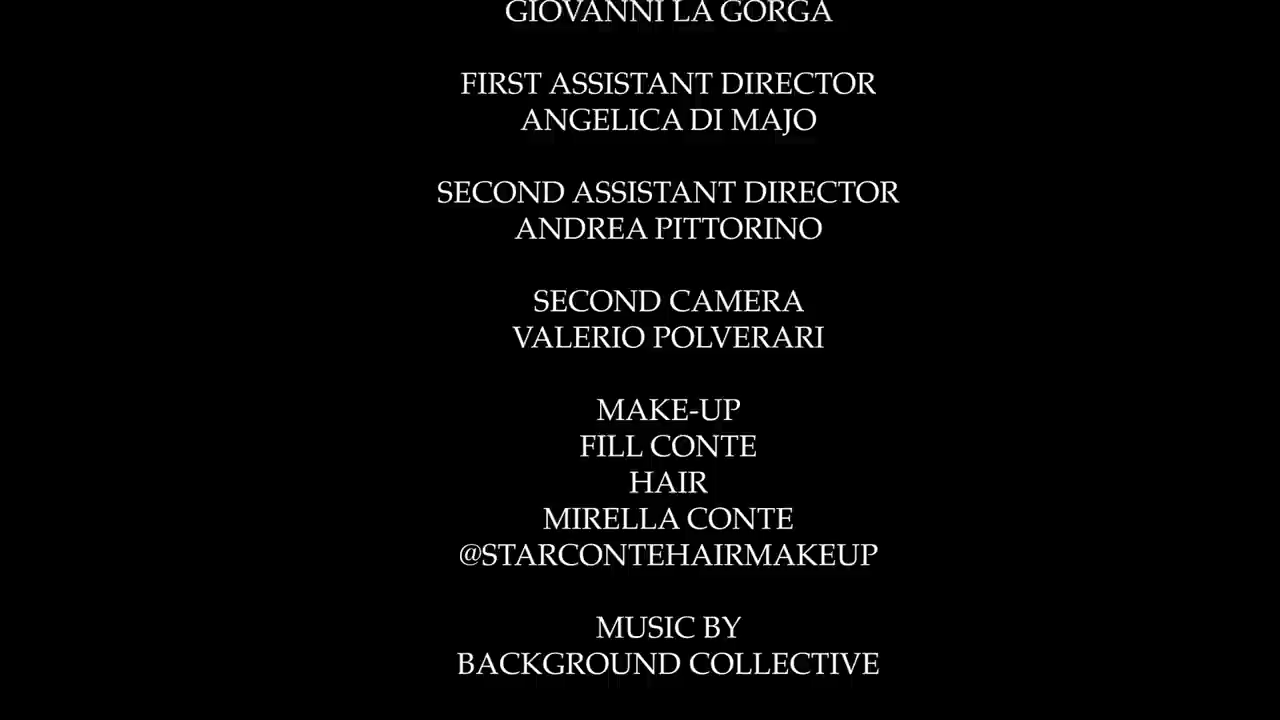 GIOVANNI LA GORGA
FIRST ASSISTANT DIRECTOR
ANGELICA DI MAJO
SECOND ASSISTANT DIRECTOR
ANDREA PITTORINO
SECOND CAMERA
VALERIO POLVERARI
MAKE-UP
FILL CONTE
HAIR
MIRELLA CONTE
@STARCONTEHAIRMAKEUP
MUSIC BY
BACKGROUND COLLECTIVE